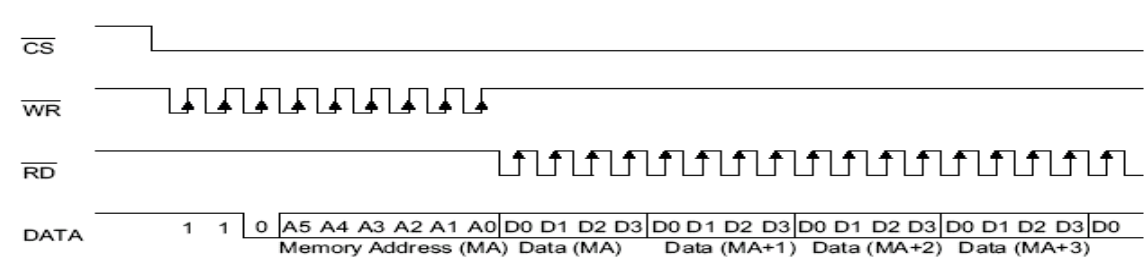 CS
WR
RD
DATA 1 1 0 A5 A4 A3 A2 A1 A0 D0 D1 D2 D3 D0 D1 D2 D3 D0 D1 D2 D3 D0 D1 D2 D3 D0
Memory Address (MA) Data (MA) Data (MA+1) Data (MA+2) Data (MA+3)